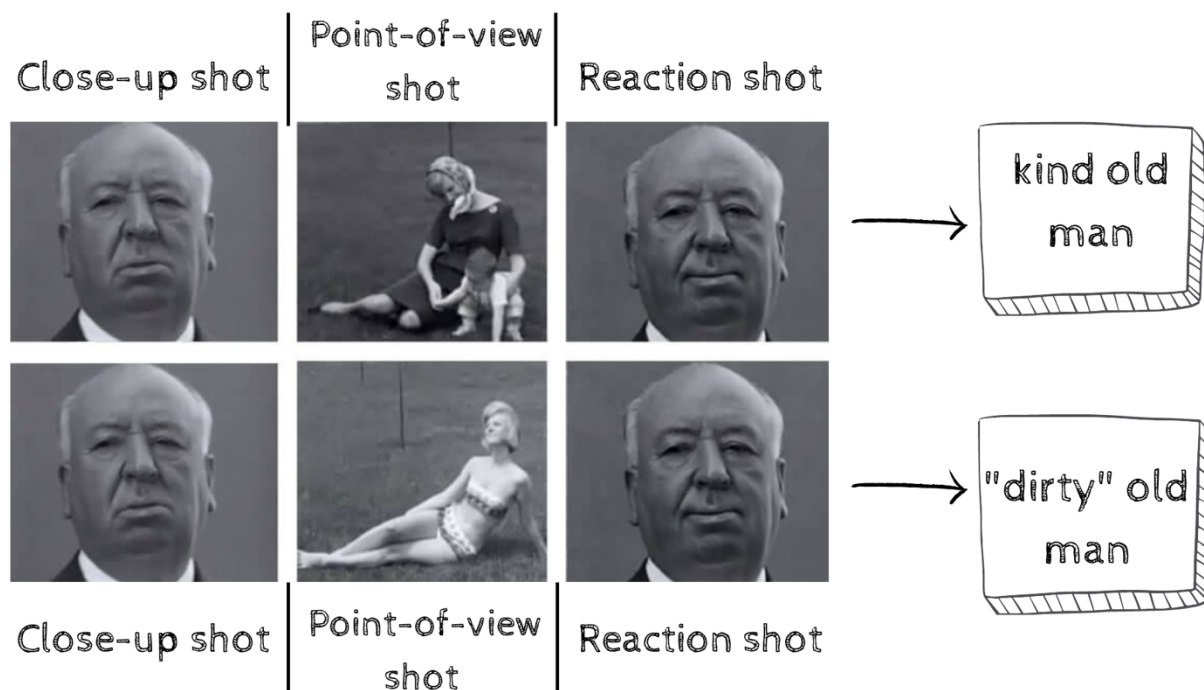 Close-up shot
Point-of-view
shot
Reaction shot
kind old
man
"dirty" old
man
Close-up shot
Point-of-view
shot
Reaction shot